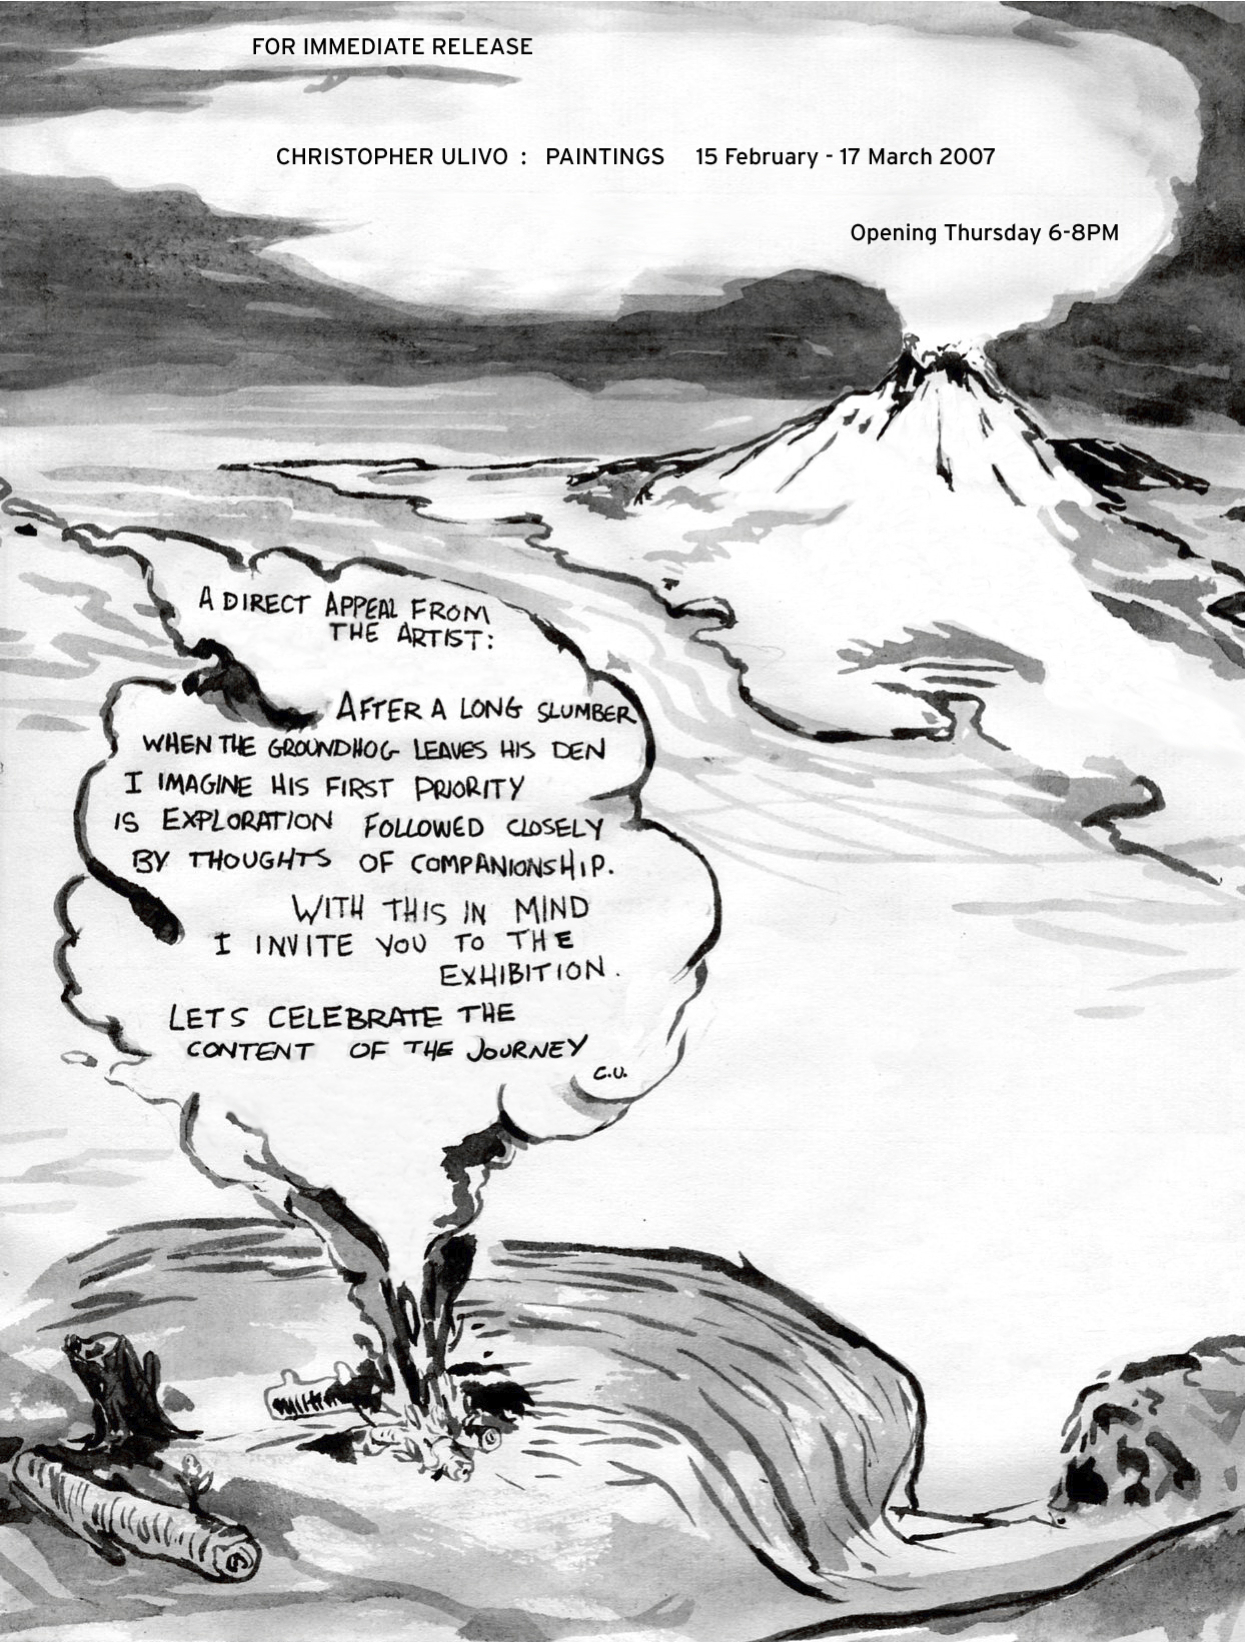 FOR IMMEDIATE RELEASE
CHRISTOPHER ULIVO : PAINTINGS 15 February - 17 March 2007
Opening Thursday 6-8PM
A DIRECT APPEAL FROM
THE ARTIST:
AFTER A LONG SLUMBER
WHEN THE GROUNDHOG LEAVES HIS DEN
I IMAGINE HIS FIRST PRIORITY
IS EXPLORATION FOLLOWED CLOSELY
BY THOUGHTS OF COMPANIONSHIP.
WITH THIS IN MIND
I INVITE YOU TO THE
EXHIBITION.
LETS CELEBRATE THE
CONTENT OF THE JOURNEY
C.U.